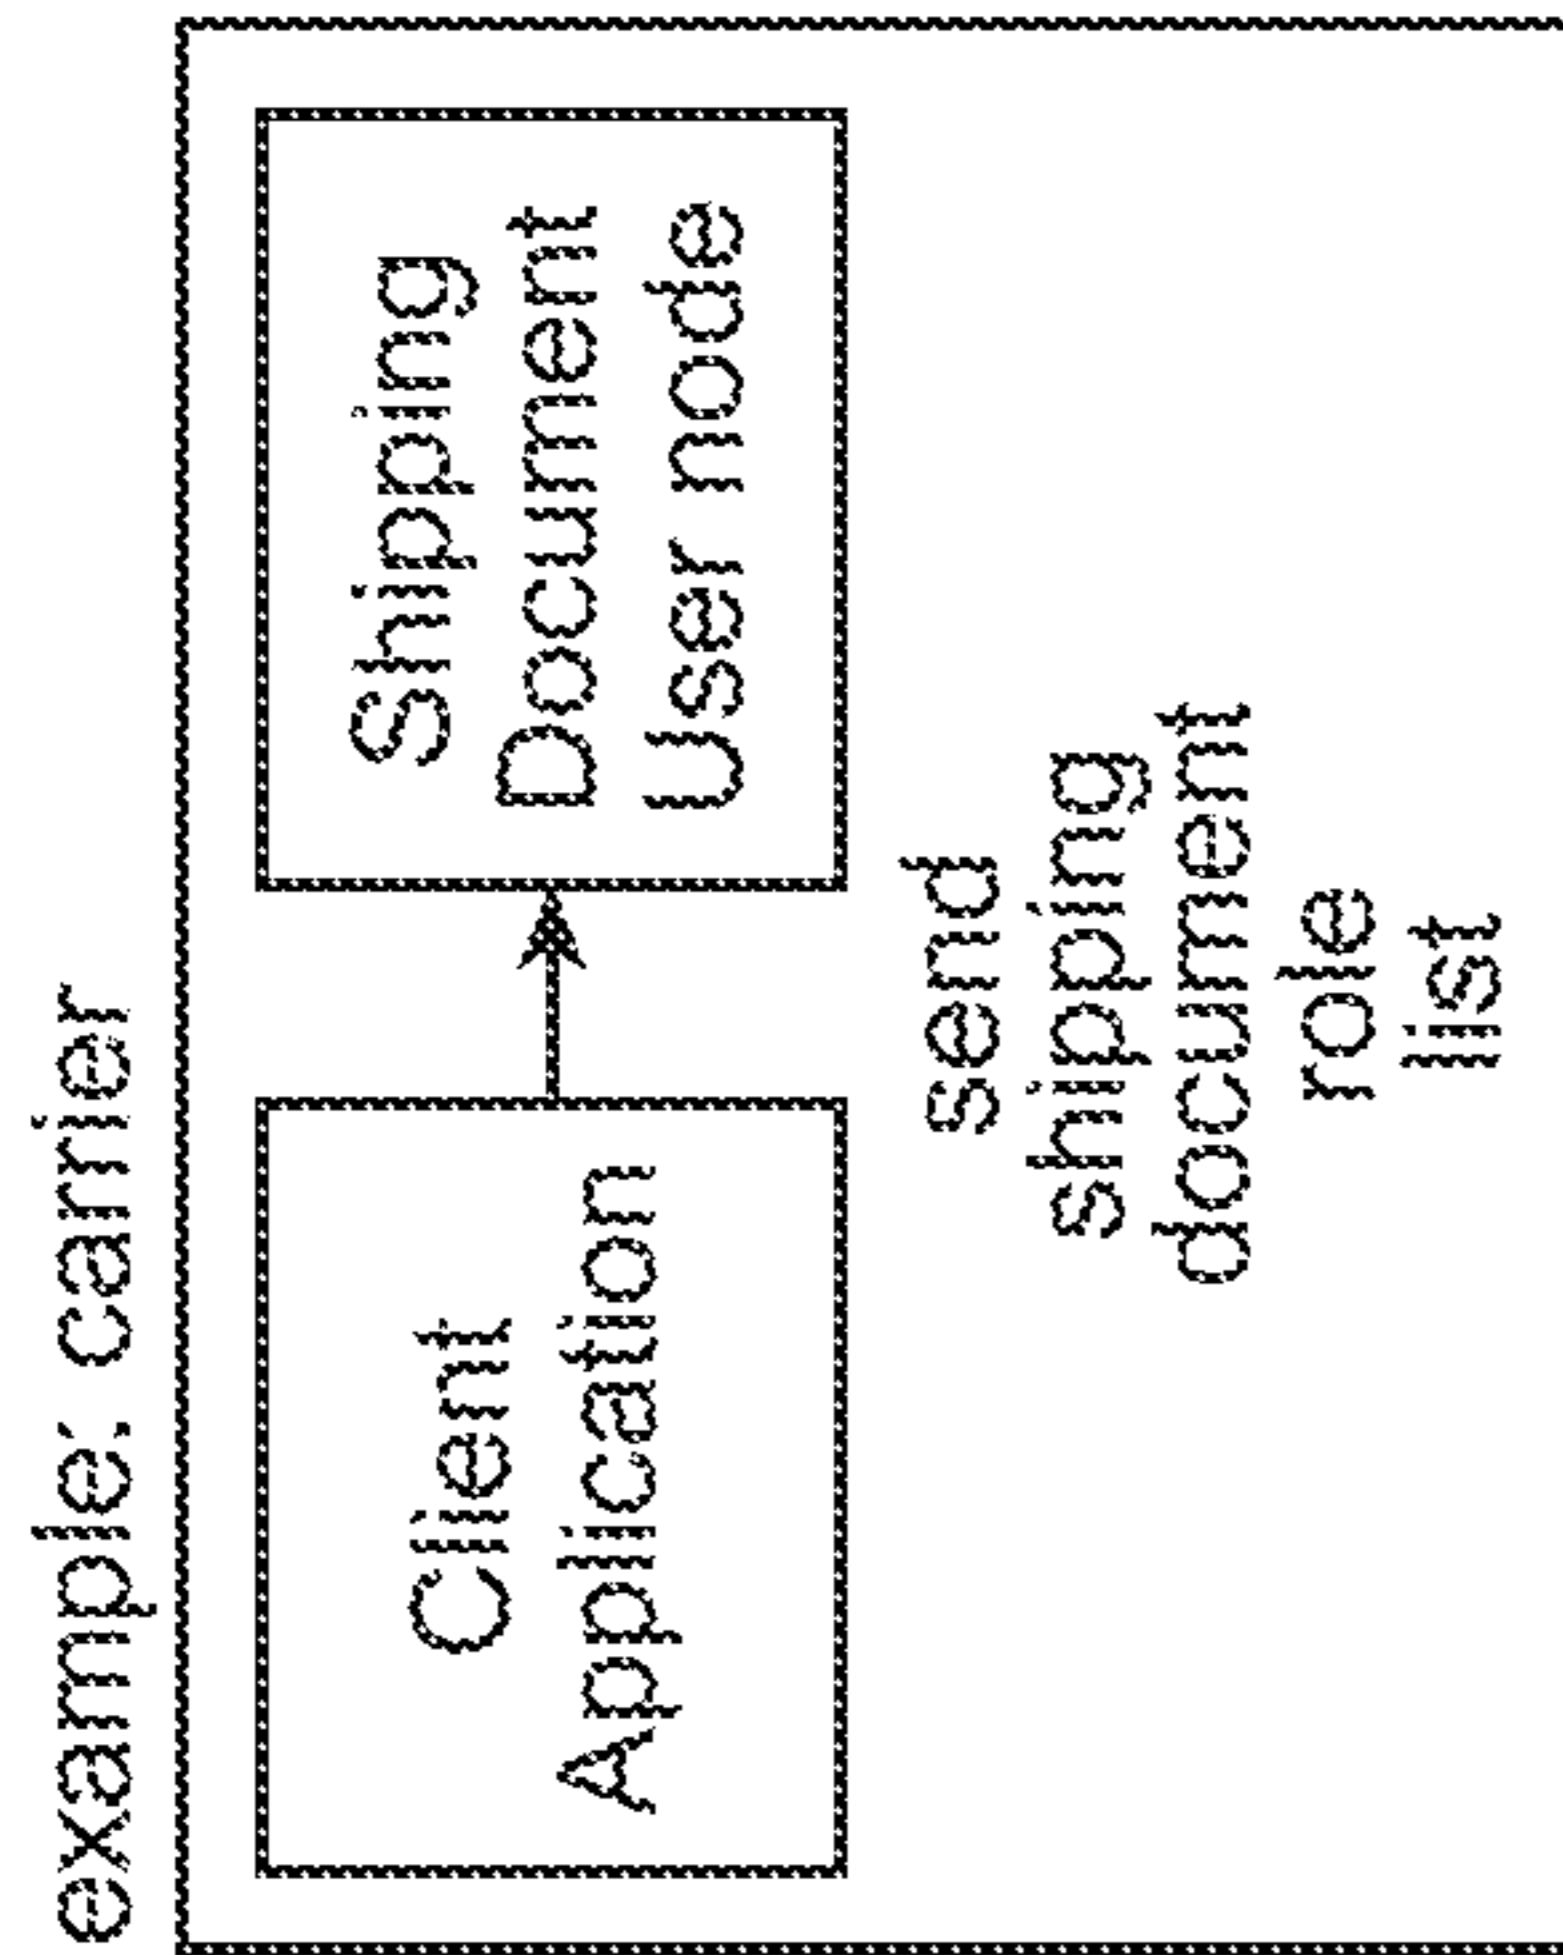 example: carrier
Client
Application
Shipping
Document
User node
send
shipping
document
role
list